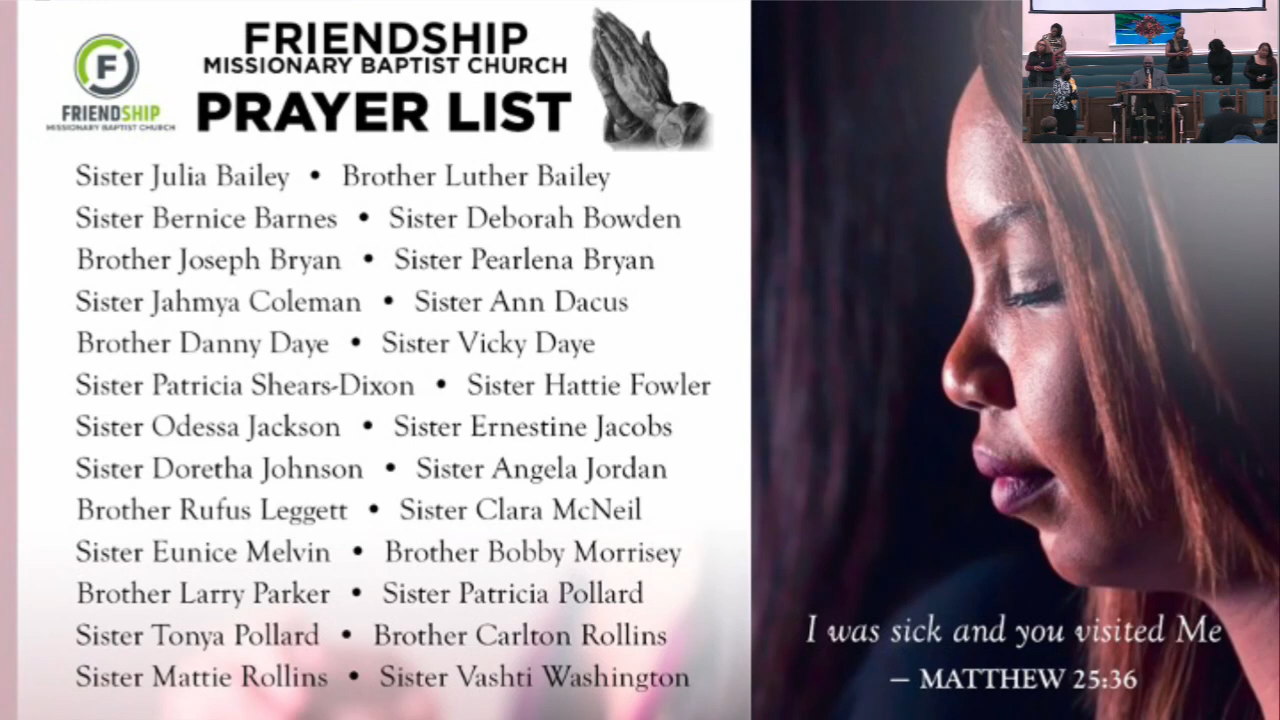 FRIENDSHIP
MISSIONARY BAPTIST CHURCH
PRAYER LIST
F
FRIENDSHIP
MISSIONARY BAPTIST CHURCH
Sister Julia Bailey • Brother Luther Bailey
Sister Bernice Barnes • Sister Deborah Bowden
Brother Joseph Bryan • Sister Pearlena Bryan
Sister Jahmya Coleman • Sister Ann Dacus
Brother Danny Daye • Sister Vicky Daye
Sister Patricia Shears-Dixon • Sister Hattie Fowler
Sister Odessa Jackson • Sister Ernestine Jacobs
Sister Doretha Johnson • Sister Angela Jordan
Brother Rufus Leggett • Sister Clara McNeil
Sister Eunice Melvin • Brother Bobby Morrisey
Brother Larry Parker • Sister Patricia Pollard
Sister Tonya Pollard • Brother Carlton Rollins
Sister Mattie Rollins • Sister Vashti Washington
I was sick and you visited Me
– MATTHEW 25:36